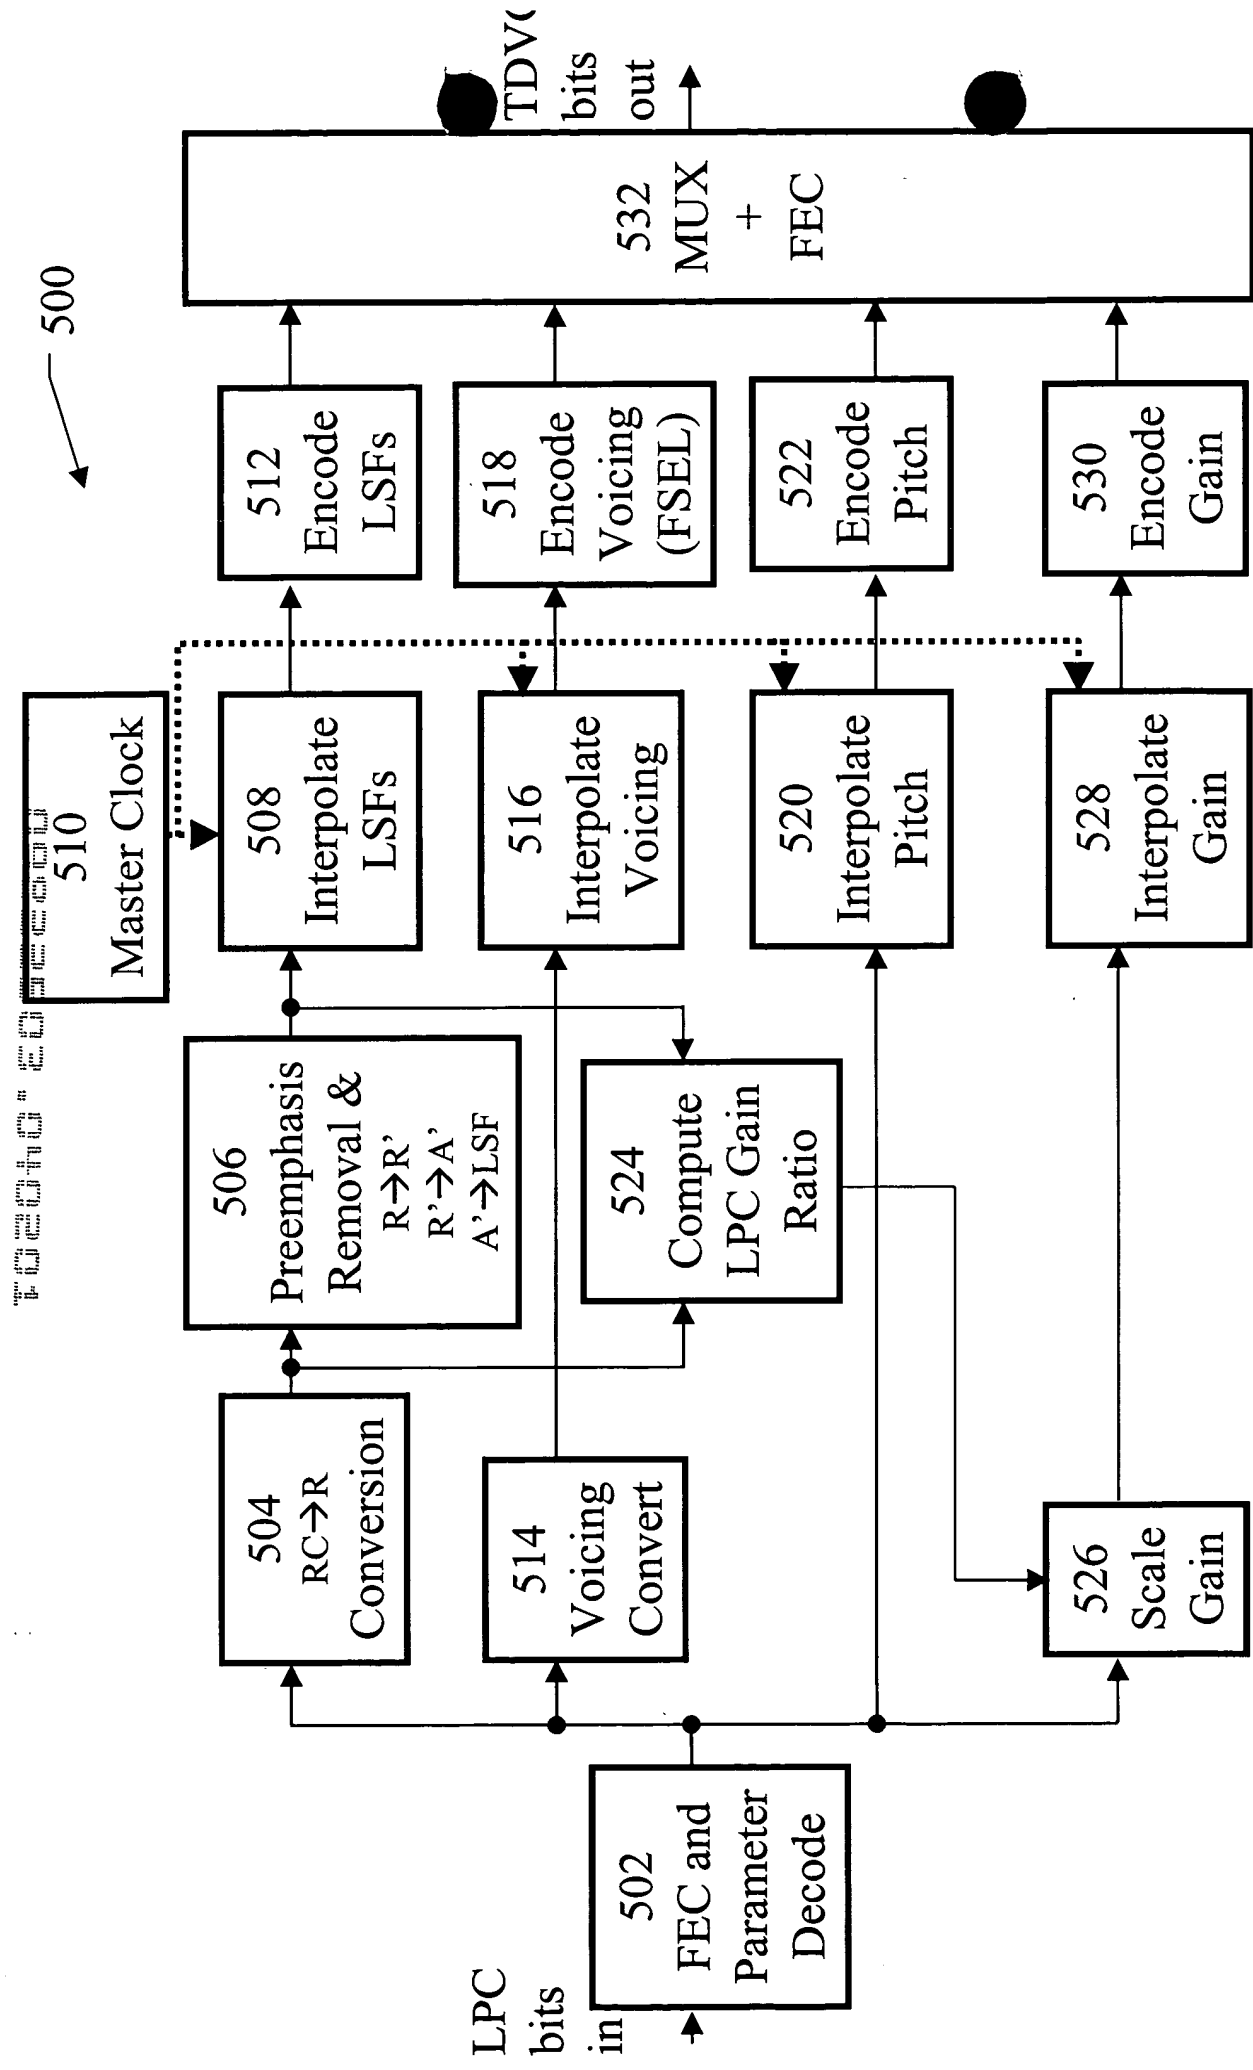 500
510
Master Clock
LPC
bits
in
502
FEC and
Parameter
Decode
504
RC→R
Conversion
506
Preemphasis
Removal &
R→R'
R'→A'
A'→LSF
508
Interpolate
LSFs
512
Encode
LSFs
514
Voicing
Convert
516
Interpolate
Voicing
518
Encode
Voicing
(FSEL)
520
Interpolate
Pitch
522
Encode
Pitch
524
Compute
LPC Gain
Ratio
526
Scale
Gain
528
Interpolate
Gain
530
Encode
Gain
532
MUX
+
FEC
TDV
bits
out